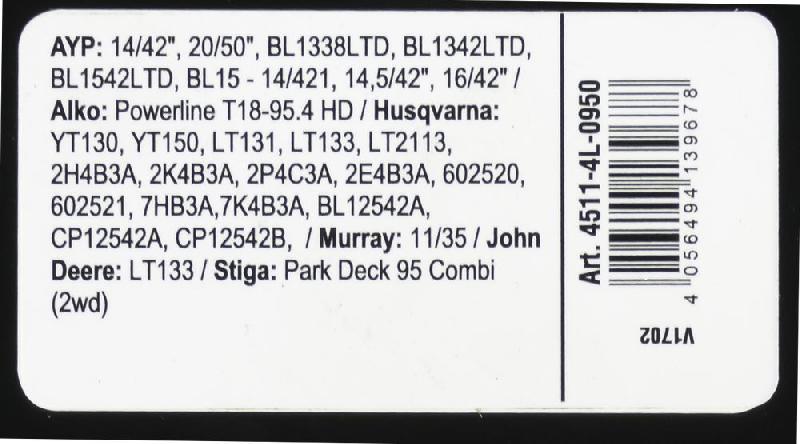 AYP: 14/42", 20/50", BL1338LTD, BL1342LTD,
BL1542LTD, BL15 - 14/421, 14,5/42", 16/42" /
Alko: Powerline T18-95.4 HD / Husqvarna:
YT130, YT150, LT131, LT133, LT2113,
2H4B3A, 2K4B3A, 2P4C3A, 2E4B3A, 602520,
602521, 7HB3A,7K4B3A, BL12542A,
CP12542A, CP12542B,  / Murray: 11/35 / John
Deere: LT133 / Stiga: Park Deck 95 Combi
(2wd)
Art. 4511-4L-0950
4 056494 139678
V1702